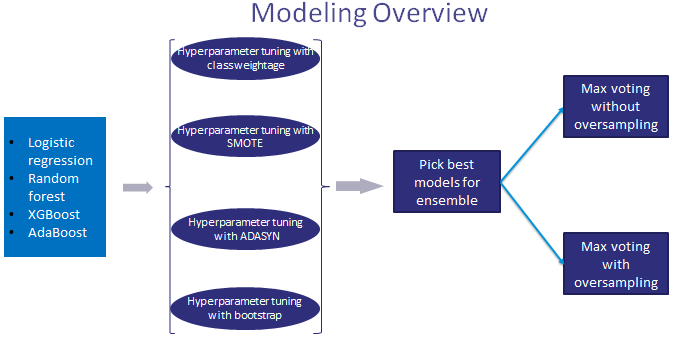 Modeling Overview
Logistic
regression
Random
forest
XGBoost
AdaBoost
Hyperparameter tuning with
classweightage
Hyperparameter tuning with
SMOTE
Hyperparameter tuning
with ADASYN
Hyperparameter tuning
with bootstrap
Pick best
models for
ensemble
Max voting
without
oversampling
Max voting
with
oversampling